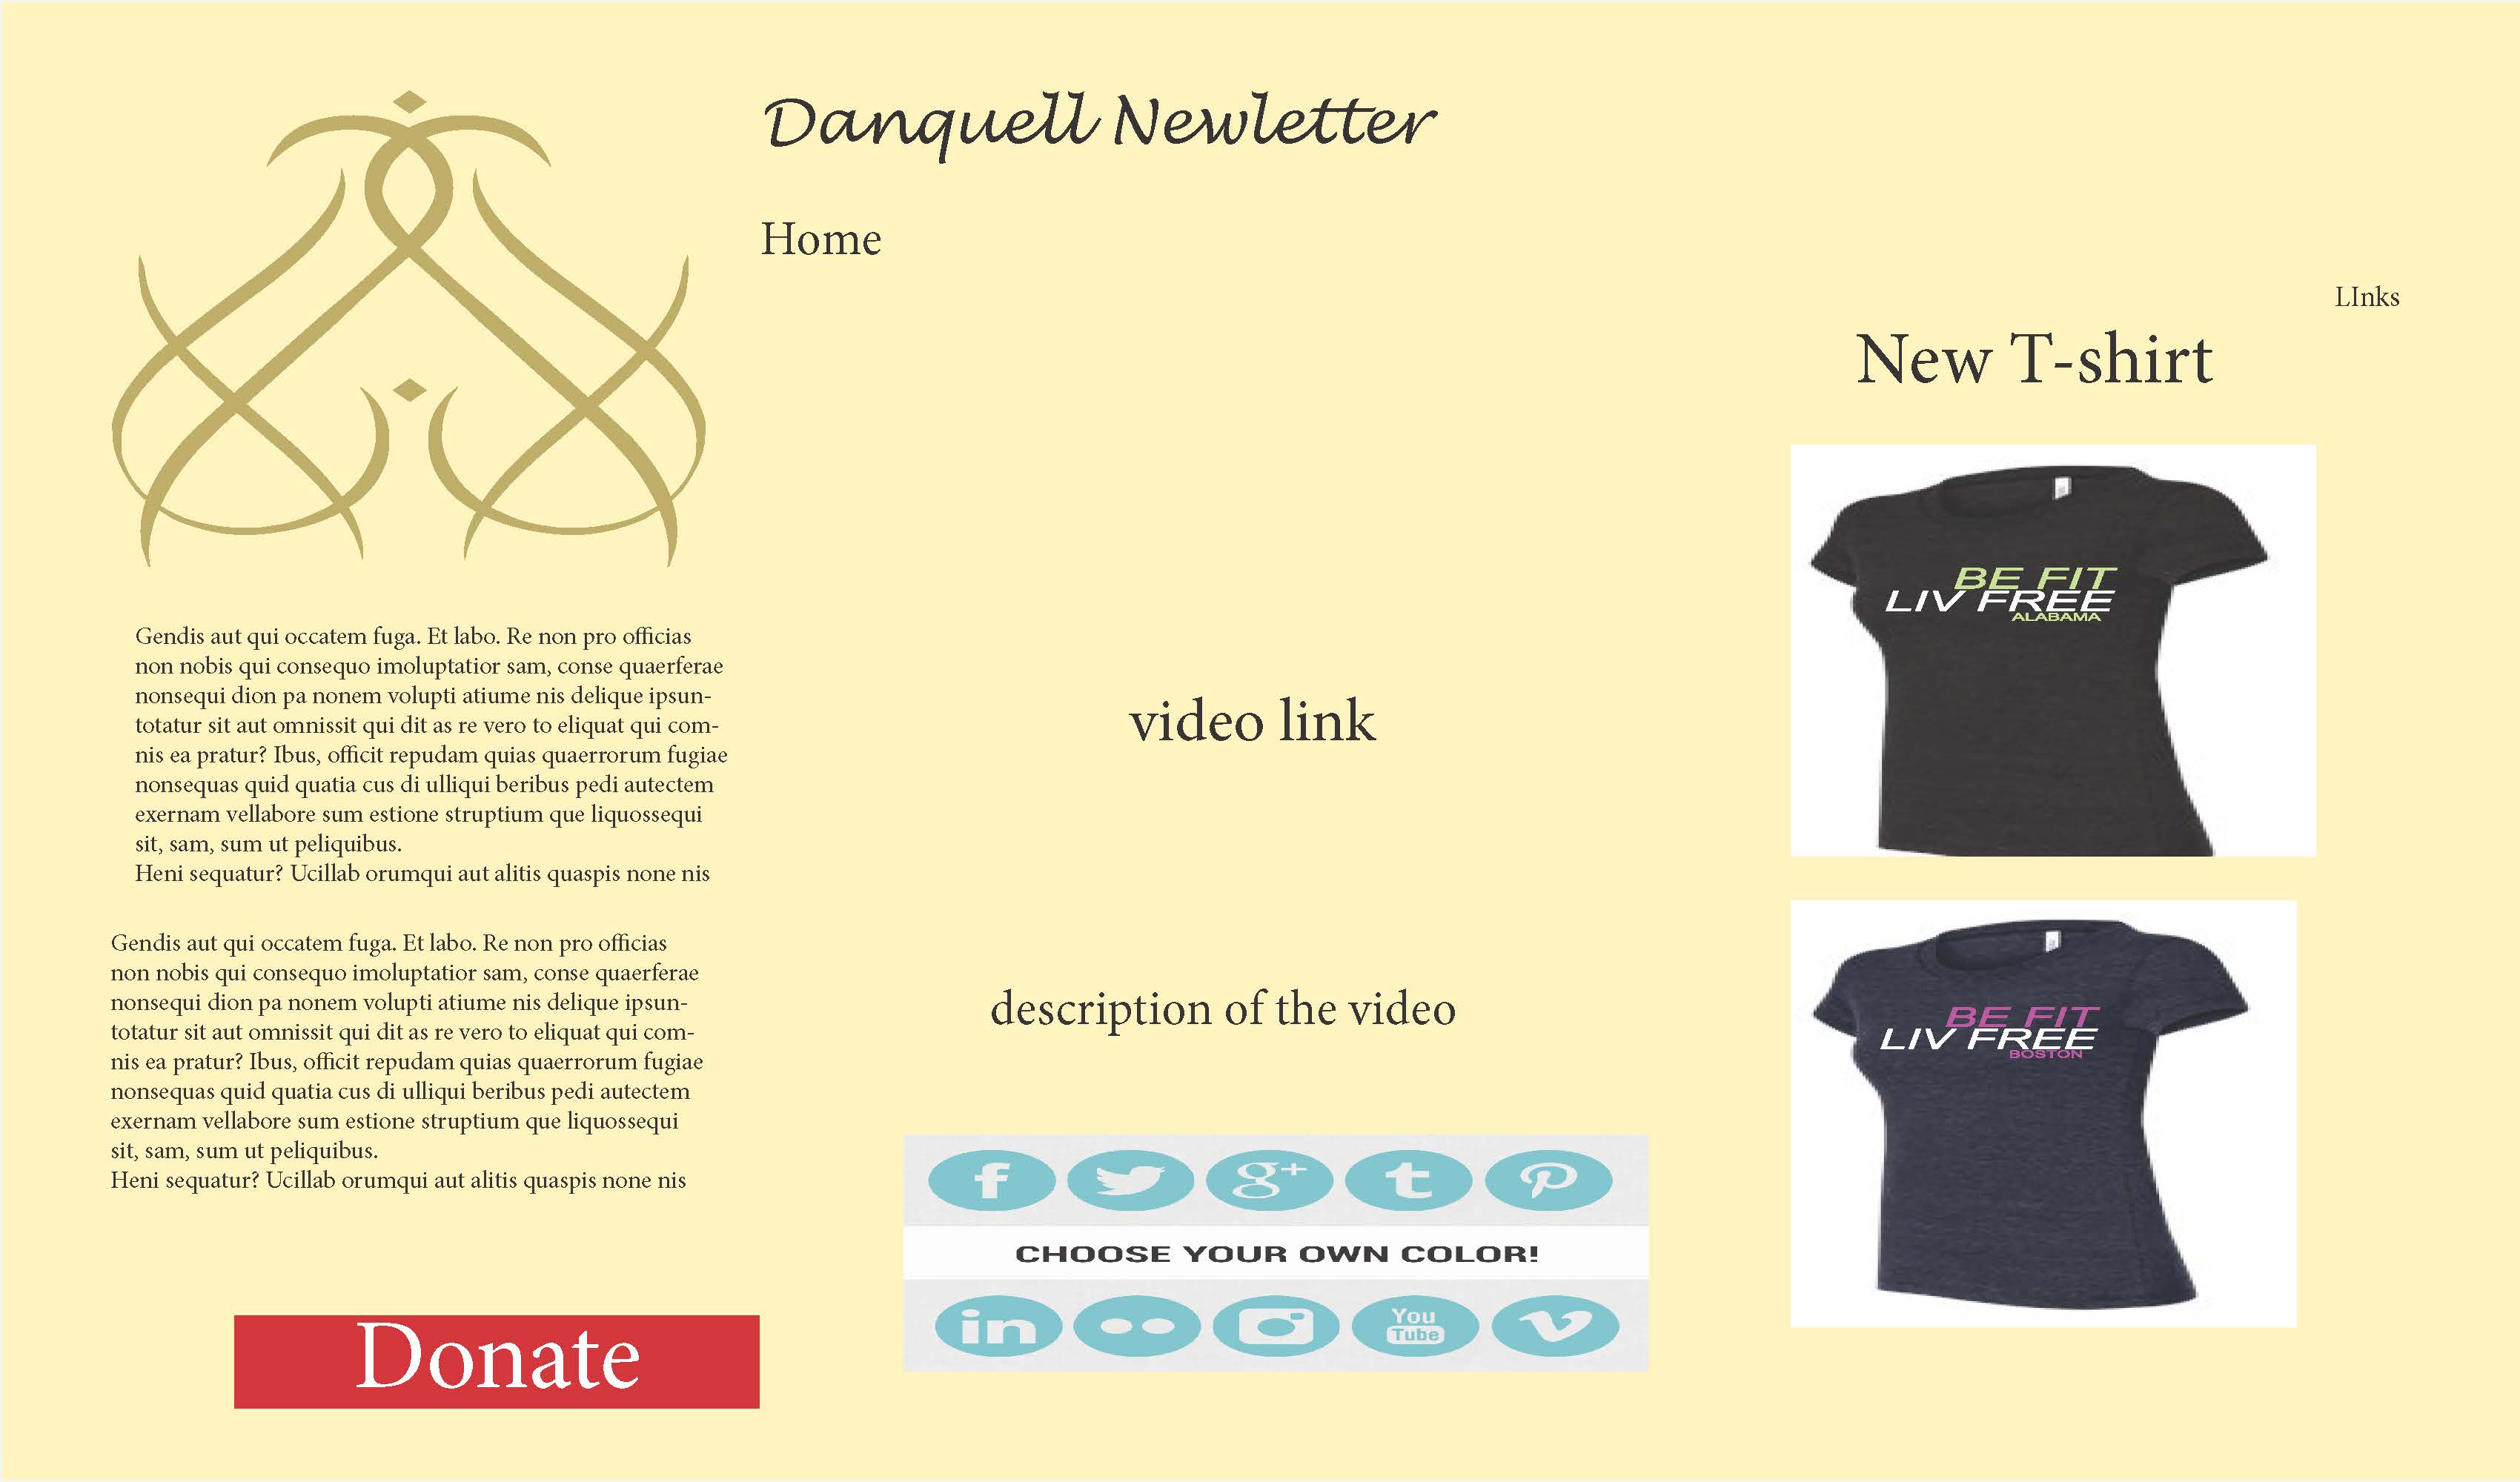 Danquell Newletter
Home
LInks
New T-shirt
BE FIT
LIV FREE
ALABAMA
Gendis aut qui occatem fuga. Et labo. Re non pro officias
non nobis qui consequo imoluptatior sam, conse quaerferae
nonsequi dion pa nonem volupti atiume nis delique ipsun-
totatur sit aut omnissit qui dit as re vero to eliquat qui com-
nis ea pratur? Ibus, officit repudam quias quaerrorum fugiae
nonsequas quid quatia cus di ulliqui beribus pedi autectem
exernam vellabore sum estione struptium que liquossequi
sit, sam, sum ut peliquibus.
Heni sequatur? Ucillab orumqui aut alitis quaspis none nis
video link
Gendis aut qui occatem fuga. Et labo. Re non pro officias
non nobis qui consequo imoluptatior sam, conse quaerferae
nonsequi dion pa nonem volupti atiume nis delique ipsun-
totatur sit aut omnissit qui dit as re vero to eliquat qui com-
nis ea pratur? Ibus, officit repudam quias quaerrorum fugiae
nonsequas quid quatia cus di ulliqui beribus pedi autectem
exernam vellabore sum estione struptium que liquossequi
sit, sam, sum ut peliquibus.
Heni sequatur? Ucillab orumqui aut alitis quaspis none nis
description of the video
BE FIT
LIV FREE
BOSTON
f g+ t
CHOOSE YOUR OWN COLOR!
in You
Tube
Donate